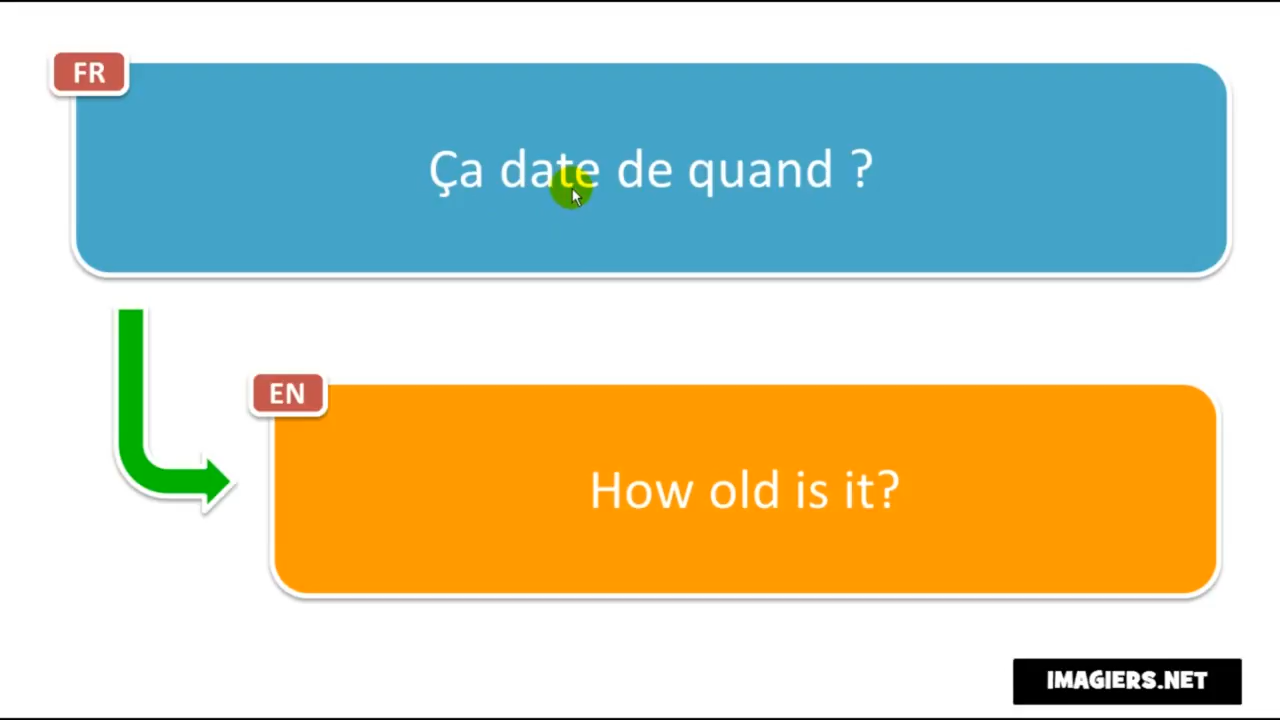 FR
Ça date de quand ?
EN
How old is it?
IMAGIERS.NET